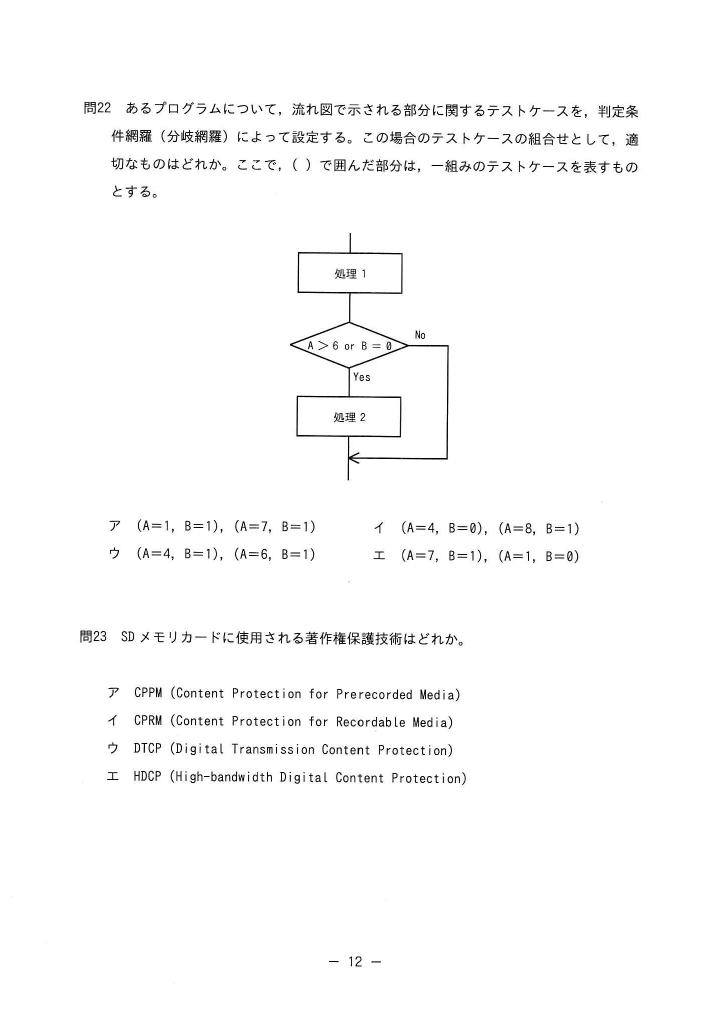 問22 あるプログラムについて，流れ図で示される部分に関するテストケースを，判定条
件網羅（分岐網羅）によって設定する。この場合のテストケースの組合せとして，適
切なものはどれか。ここで，( ) で囲んだ部分は，一組みのテストケースを表すもの
とする。
処理 1
A ＞ 6 or B ＝ 0
No
Yes
処理 2
ア (A＝1, B＝1), (A＝7, B＝1)
イ (A＝4, B＝0), (A＝8, B＝1)
ウ (A＝4, B＝1), (A＝6, B＝1)
エ (A＝7, B＝1), (A＝1, B＝0)
問23 SD メモリカードに使用される著作権保護技術はどれか。
ア CPPM (Content Protection for Prerecorded Media)
イ CPRM (Content Protection for Recordable Media)
ウ DTCP (Digital Transmission Content Protection)
エ HDCP (High-bandwidth Digital Content Protection)
－ 12 －